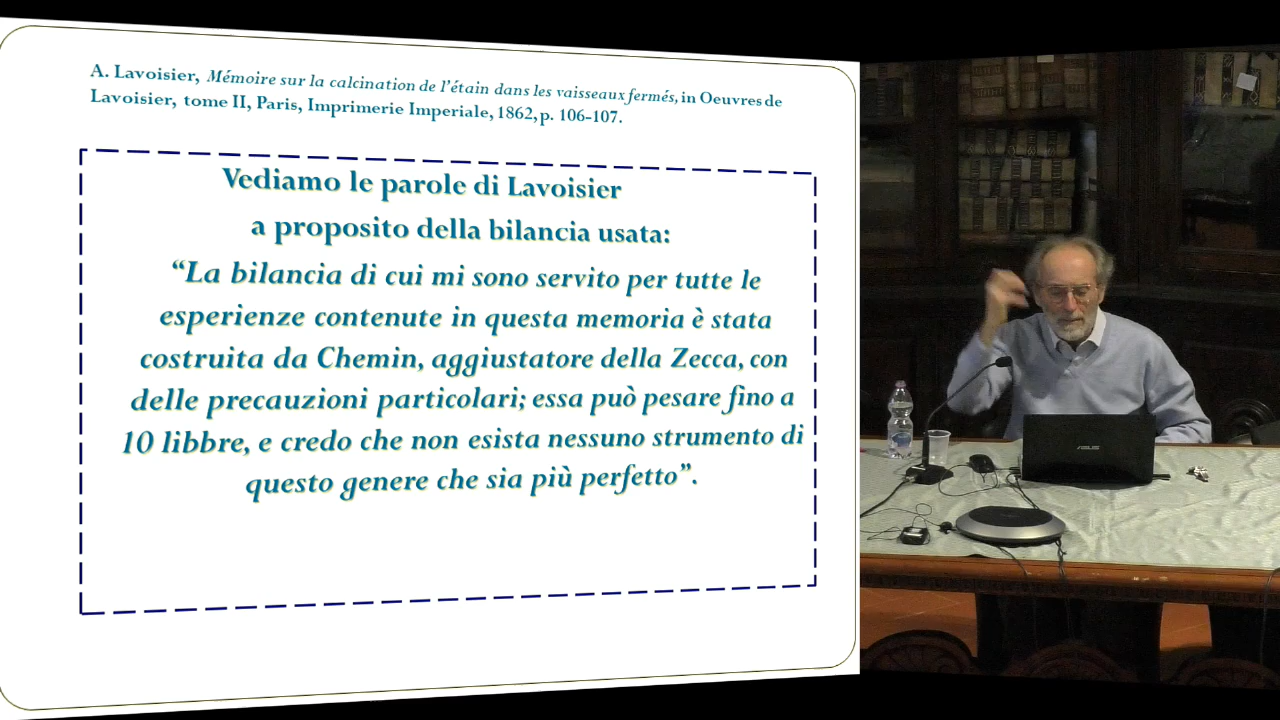 A. Lavoisier, Mémoire sur la calcination de l'étain dans les vaisseaux fermés, in Oeuvres de
Lavoisier, tome II, Paris, Imprimerie Imperiale, 1862, p. 106-107.
Vediamo le parole di Lavoisier
a proposito della bilancia usata:
“La bilancia di cui mi sono servito per tutte le
esperienze contenute in questa memoria è stata
costruita da Chemin, aggiustatore della Zecca, con
delle precauzioni particolari; essa può pesare fino a
10 libbre, e credo che non esista nessuno strumento di
questo genere che sia più perfetto”.
ASUS